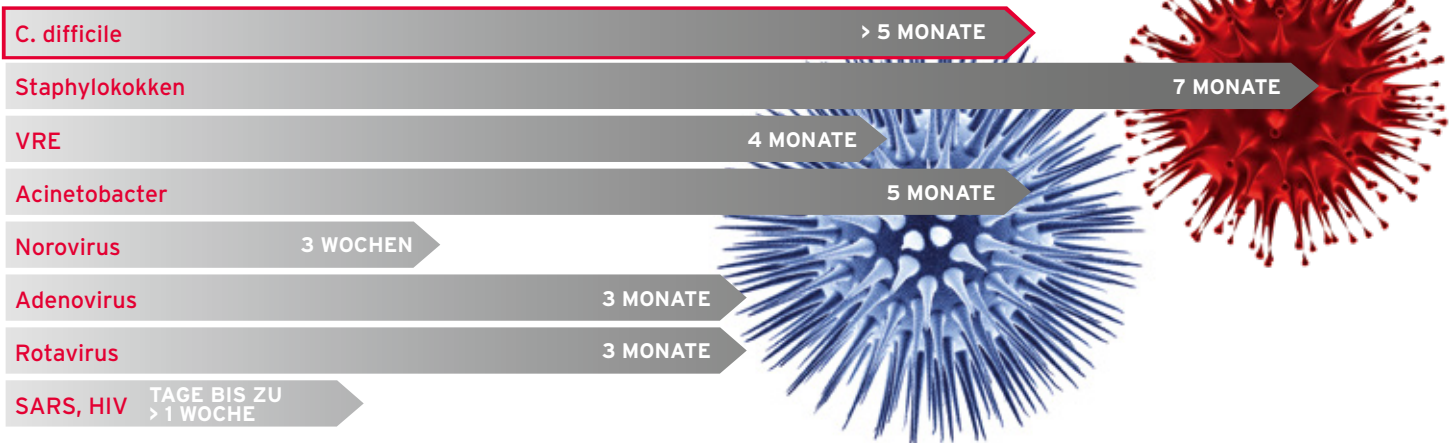 C. difficile > 5 MONATE
Staphylokokken 7 MONATE
VRE 4 MONATE
Acinetobacter 5 MONATE
Norovirus 3 WOCHEN
Adenovirus 3 MONATE
Rotavirus 3 MONATE
SARS, HIV TAGE BIS ZU
> 1 WOCHE